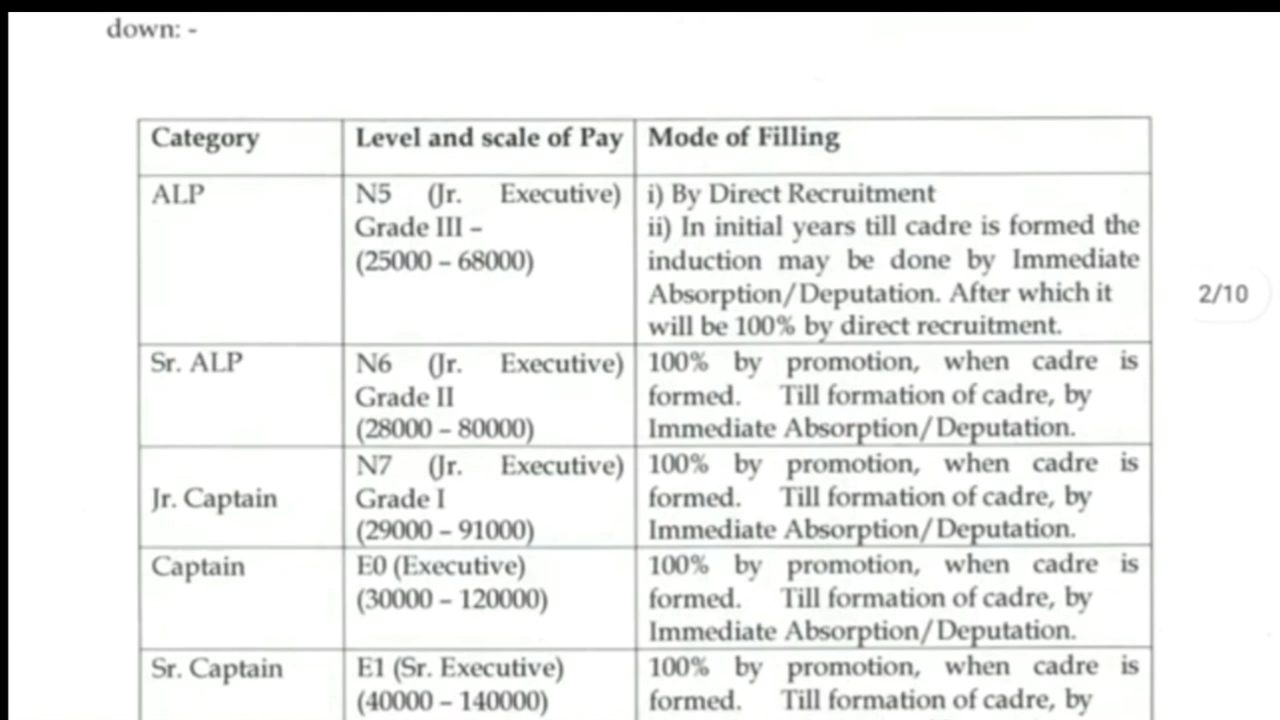 down: -
Category
Level and scale of Pay
Mode of Filling
ALP
N5 (Jr. Executive)
Grade III –
(25000 – 68000)
i) By Direct Recruitment
ii) In initial years till cadre is formed the
induction may be done by Immediate
Absorption/Deputation. After which it
will be 100% by direct recruitment.
2/10
Sr. ALP
N6 (Jr. Executive)
Grade II
(28000 – 80000)
100% by promotion, when cadre is
formed. Till formation of cadre, by
Immediate Absorption/Deputation.
Jr. Captain
N7 (Jr. Executive)
Grade I
(29000 – 91000)
100% by promotion, when cadre is
formed. Till formation of cadre, by
Immediate Absorption/Deputation.
Captain
E0 (Executive)
(30000 – 120000)
100% by promotion, when cadre is
formed. Till formation of cadre, by
Immediate Absorption/Deputation.
Sr. Captain
E1 (Sr. Executive)
(40000 – 140000)
100% by promotion, when cadre is
formed. Till formation of cadre, by